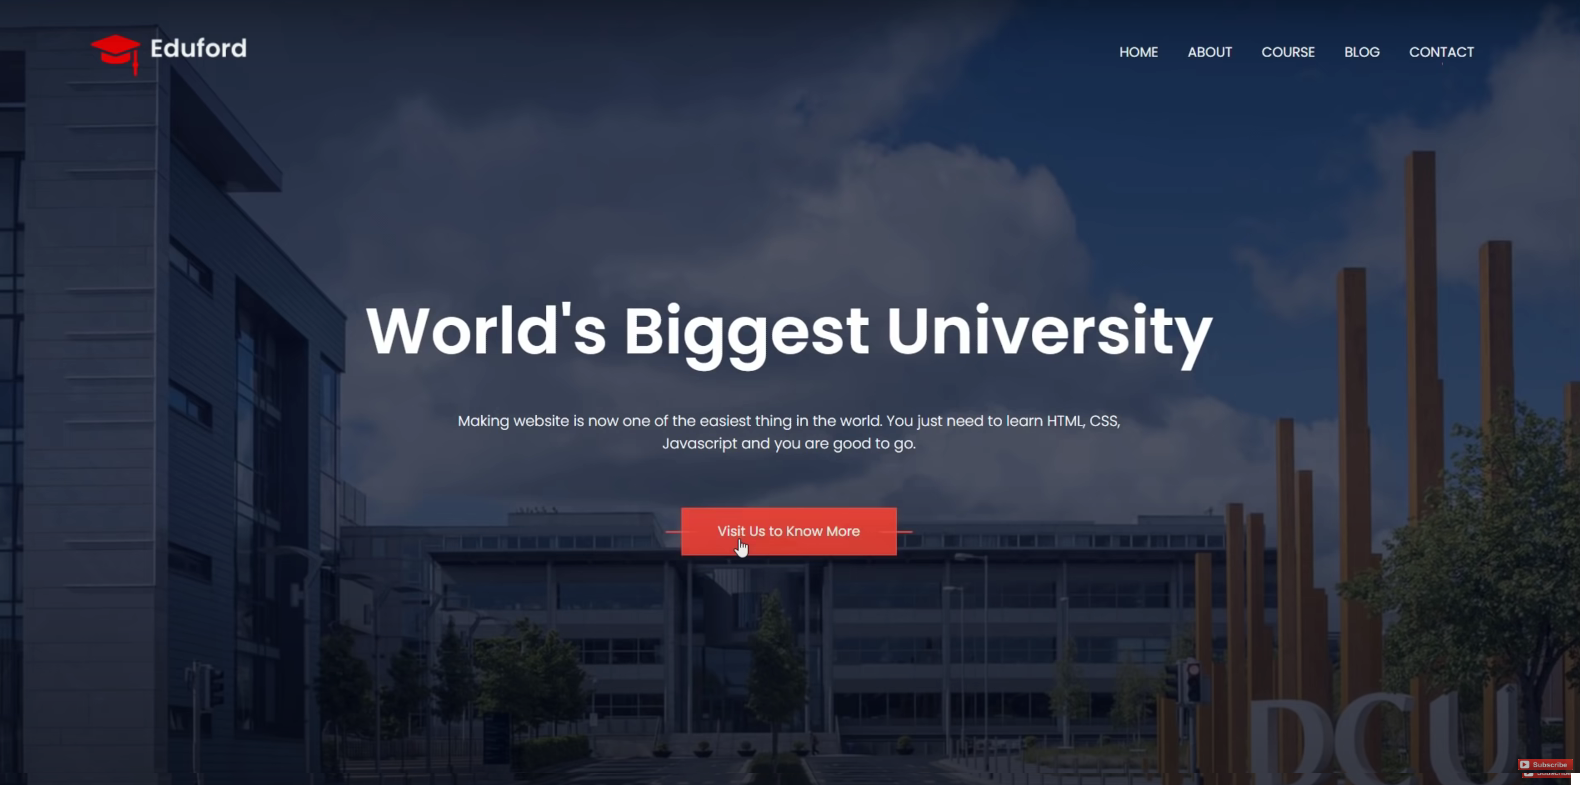 Eduford
HOME ABOUT COURSE BLOG CONTACT
World's Biggest University
Making website is now one of the easiest thing in the world. You just need to learn HTML, CSS,
Javascript and you are good to go.
Visit Us to Know More
DCU
Subscribe
Subscribe